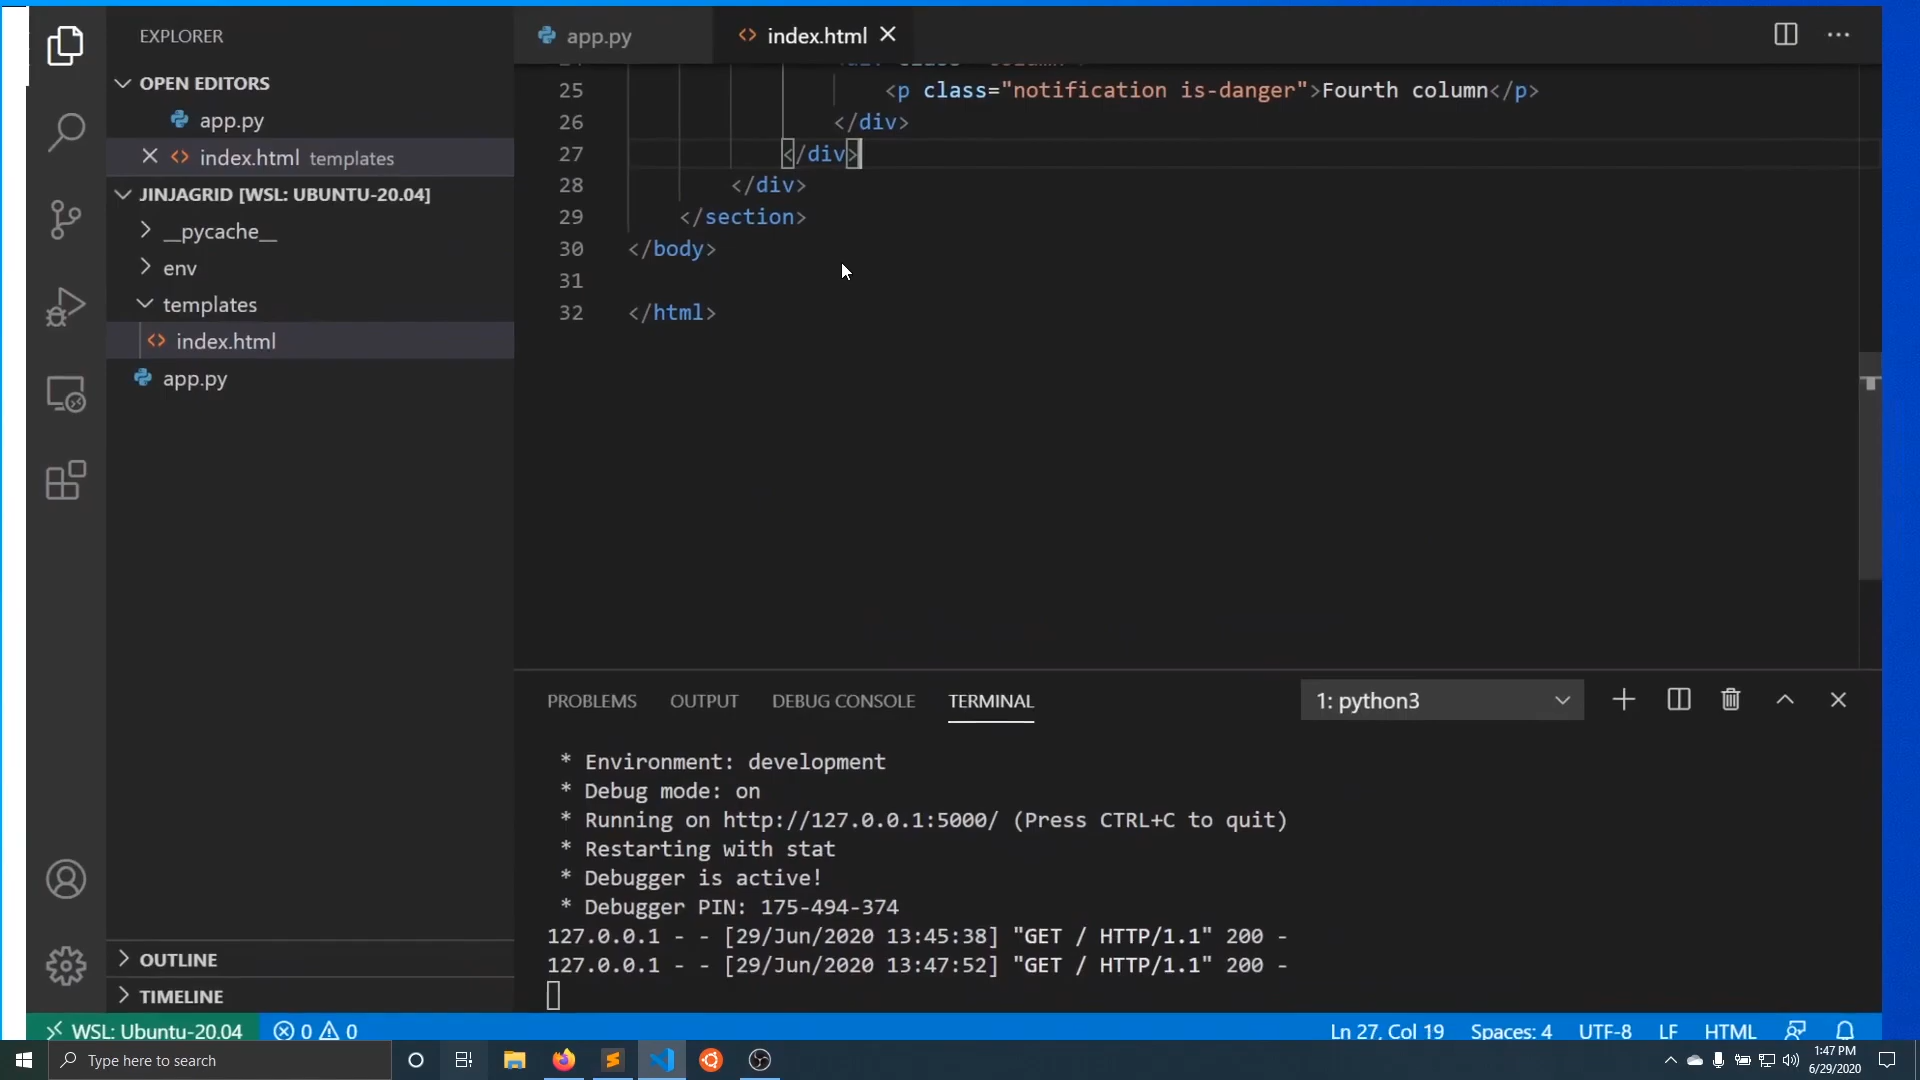 EXPLORER
app.py
index.html
OPEN EDITORS
app.py
index.html templates
JINJAGRID [WSL: UBUNTU-20.04]
__pycache__
env
templates
index.html
app.py
OUTLINE
TIMELINE
25 <p class="notification is-danger">Fourth column</p>
26 </div>
27 </div>
28 </div>
29 </section>
30 </body>
31
32 </html>
PROBLEMS OUTPUT DEBUG CONSOLE TERMINAL 1: python3
* Environment: development
* Debug mode: on
* Running on http://127.0.0.1:5000/ (Press CTRL+C to quit)
* Restarting with stat
* Debugger is active!
* Debugger PIN: 175-494-374
127.0.0.1 - - [29/Jun/2020 13:45:38] "GET / HTTP/1.1" 200 -
127.0.0.1 - - [29/Jun/2020 13:47:52] "GET / HTTP/1.1" 200 -
WSL: Ubuntu-20.04 0 0 Ln 27, Col 19 Spaces: 4 UTF-8 LF HTML
Type here to search
1:47 PM
6/29/2020